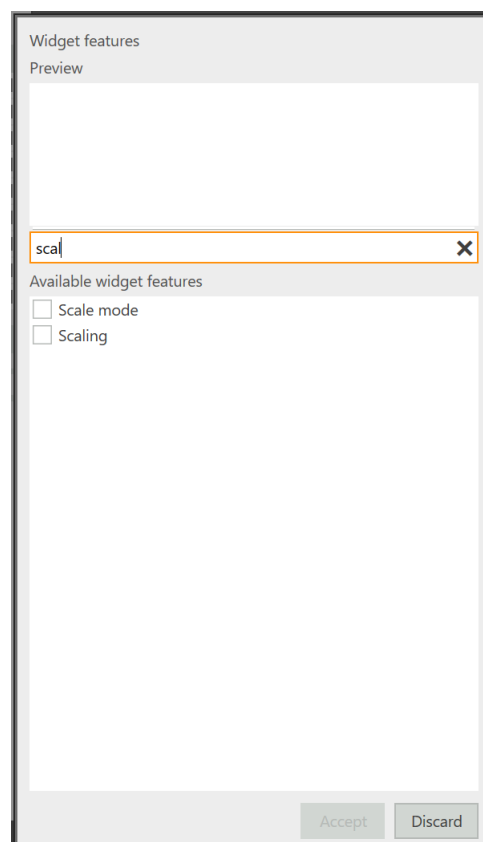 Widget features
Preview
scal
Available widget features
Scale mode
Scaling
Accept Discard